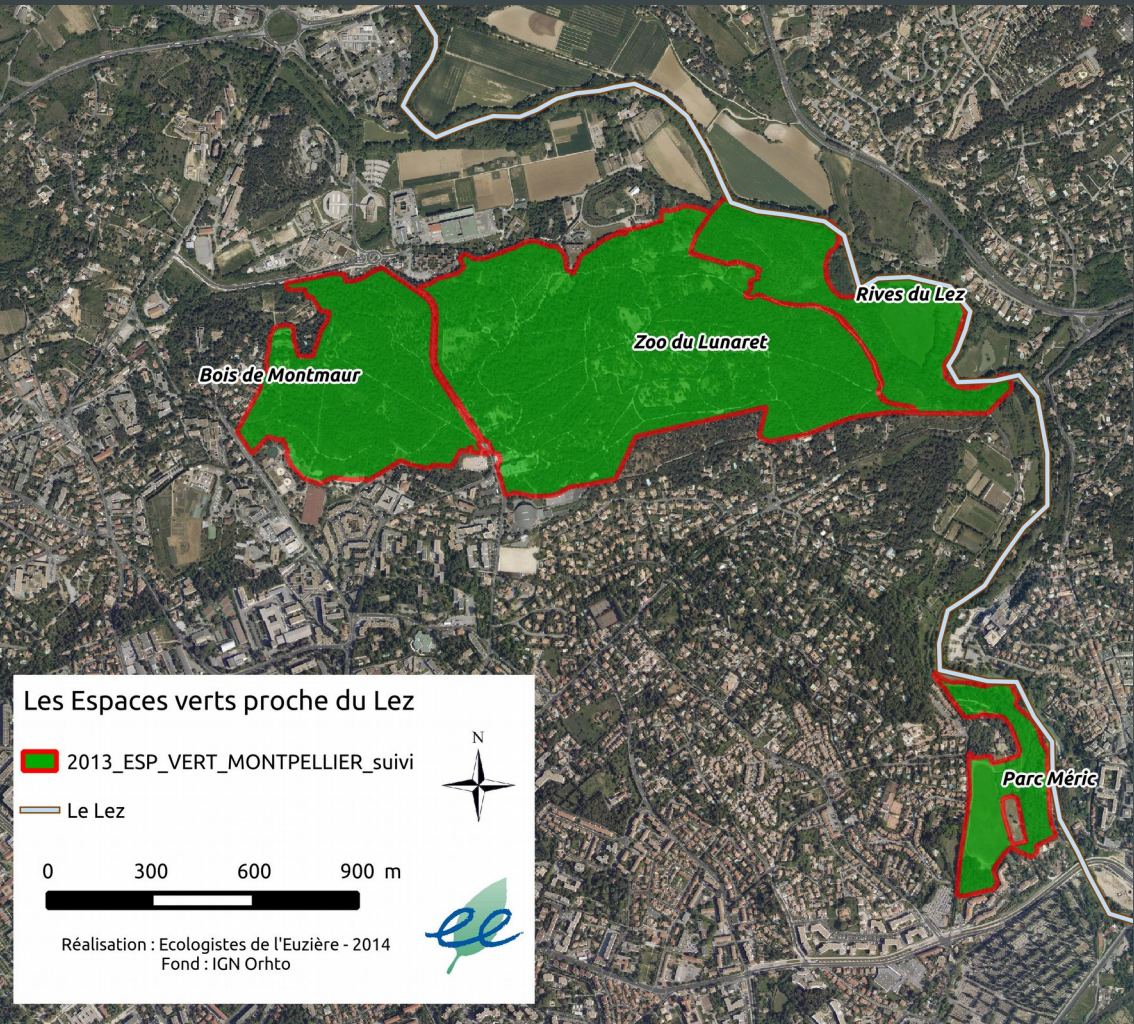 Rives du Lez
Zoo du Lunaret
Bois de Montmaur
Parc Méric
Les Espaces verts proche du Lez
2013_ESP_VERT_MONTPELLIER_suivi
N
Le Lez
0 300 600 900 m
ee
Réalisation : Ecologistes de l'Euzière - 2014
Fond : IGN Orhto